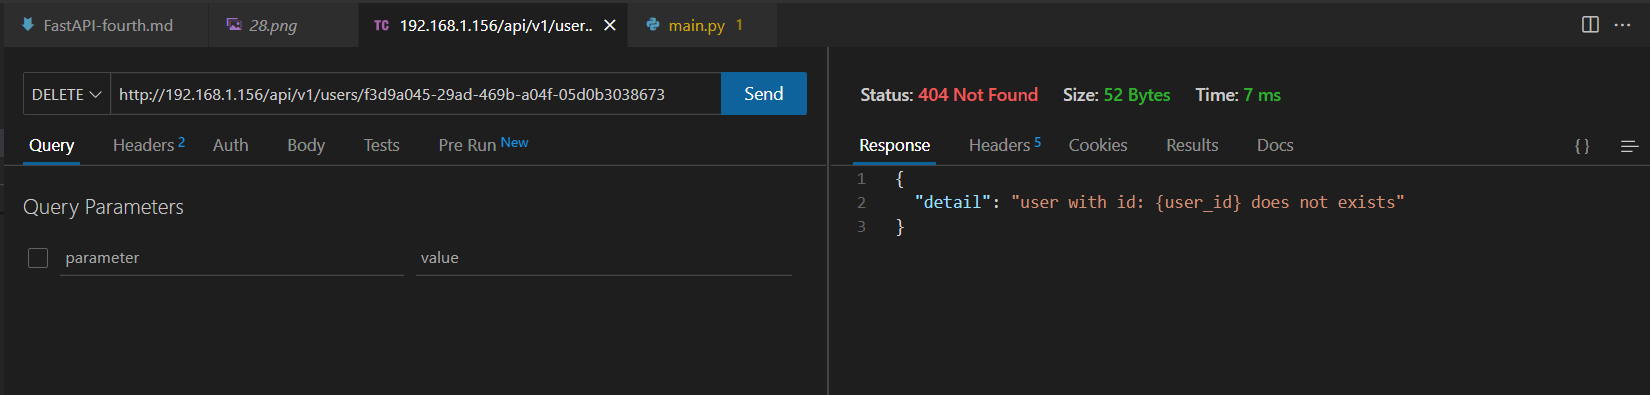 FastAPI-fourth.md 28.png TC 192.168.1.156/api/v1/user.. main.py 1
DELETE http://192.168.1.156/api/v1/users/f3d9a045-29ad-469b-a04f-05d0b3038673 Send
Query Headers 2 Auth Body Tests Pre Run New
Query Parameters
parameter value
Status: 404 Not Found Size: 52 Bytes Time: 7 ms
Response Headers 5 Cookies Results Docs { }
1 {
2 "detail": "user with id: {user_id} does not exists"
3 }